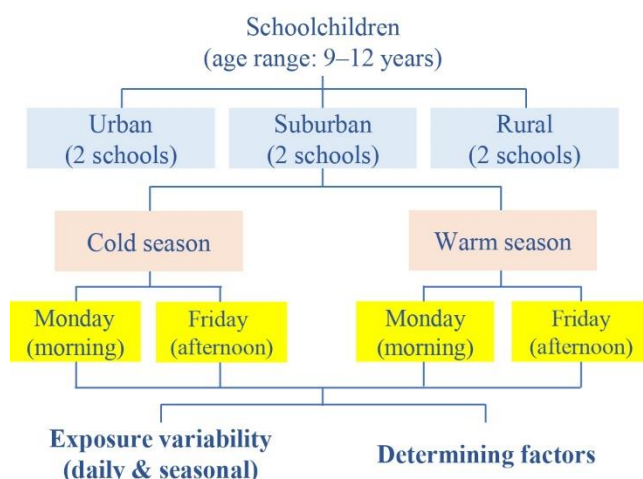 Schoolchildren
(age range: 9–12 years)
Urban
(2 schools)
Suburban
(2 schools)
Rural
(2 schools)
Cold season
Warm season
Monday
(morning)
Friday
(afternoon)
Monday
(morning)
Friday
(afternoon)
Exposure variability
(daily & seasonal)
Determining factors